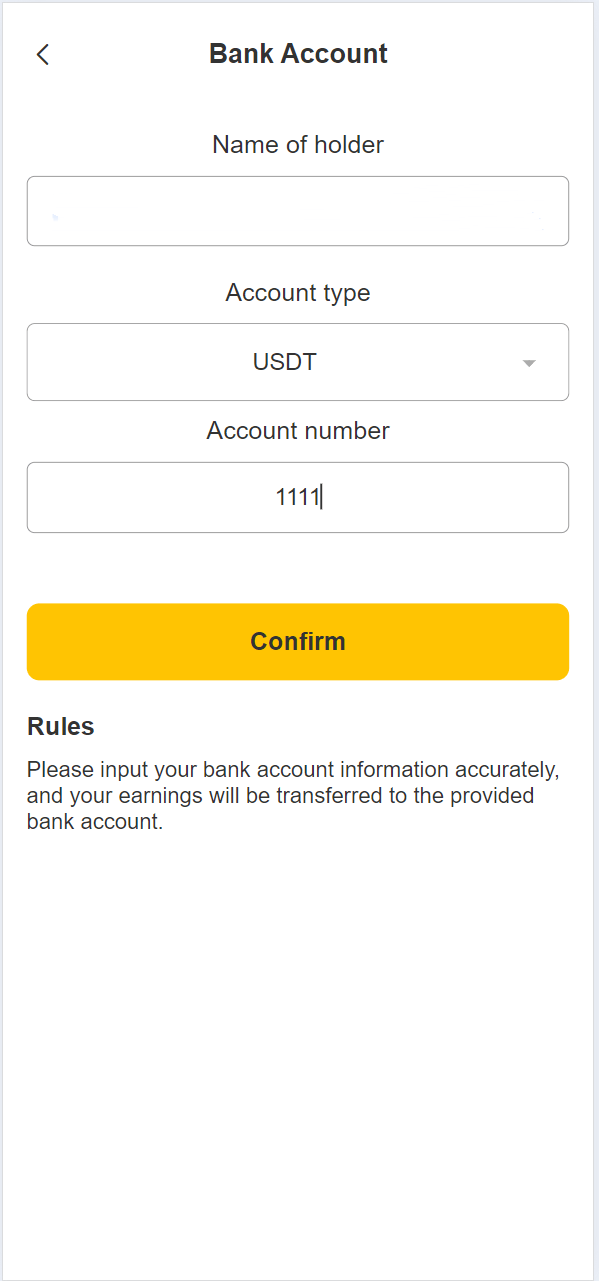 Bank Account
Name of holder
Account type
USDT
Account number
1111
Confirm
Rules
Please input your bank account information accurately,
and your earnings will be transferred to the provided
bank account.